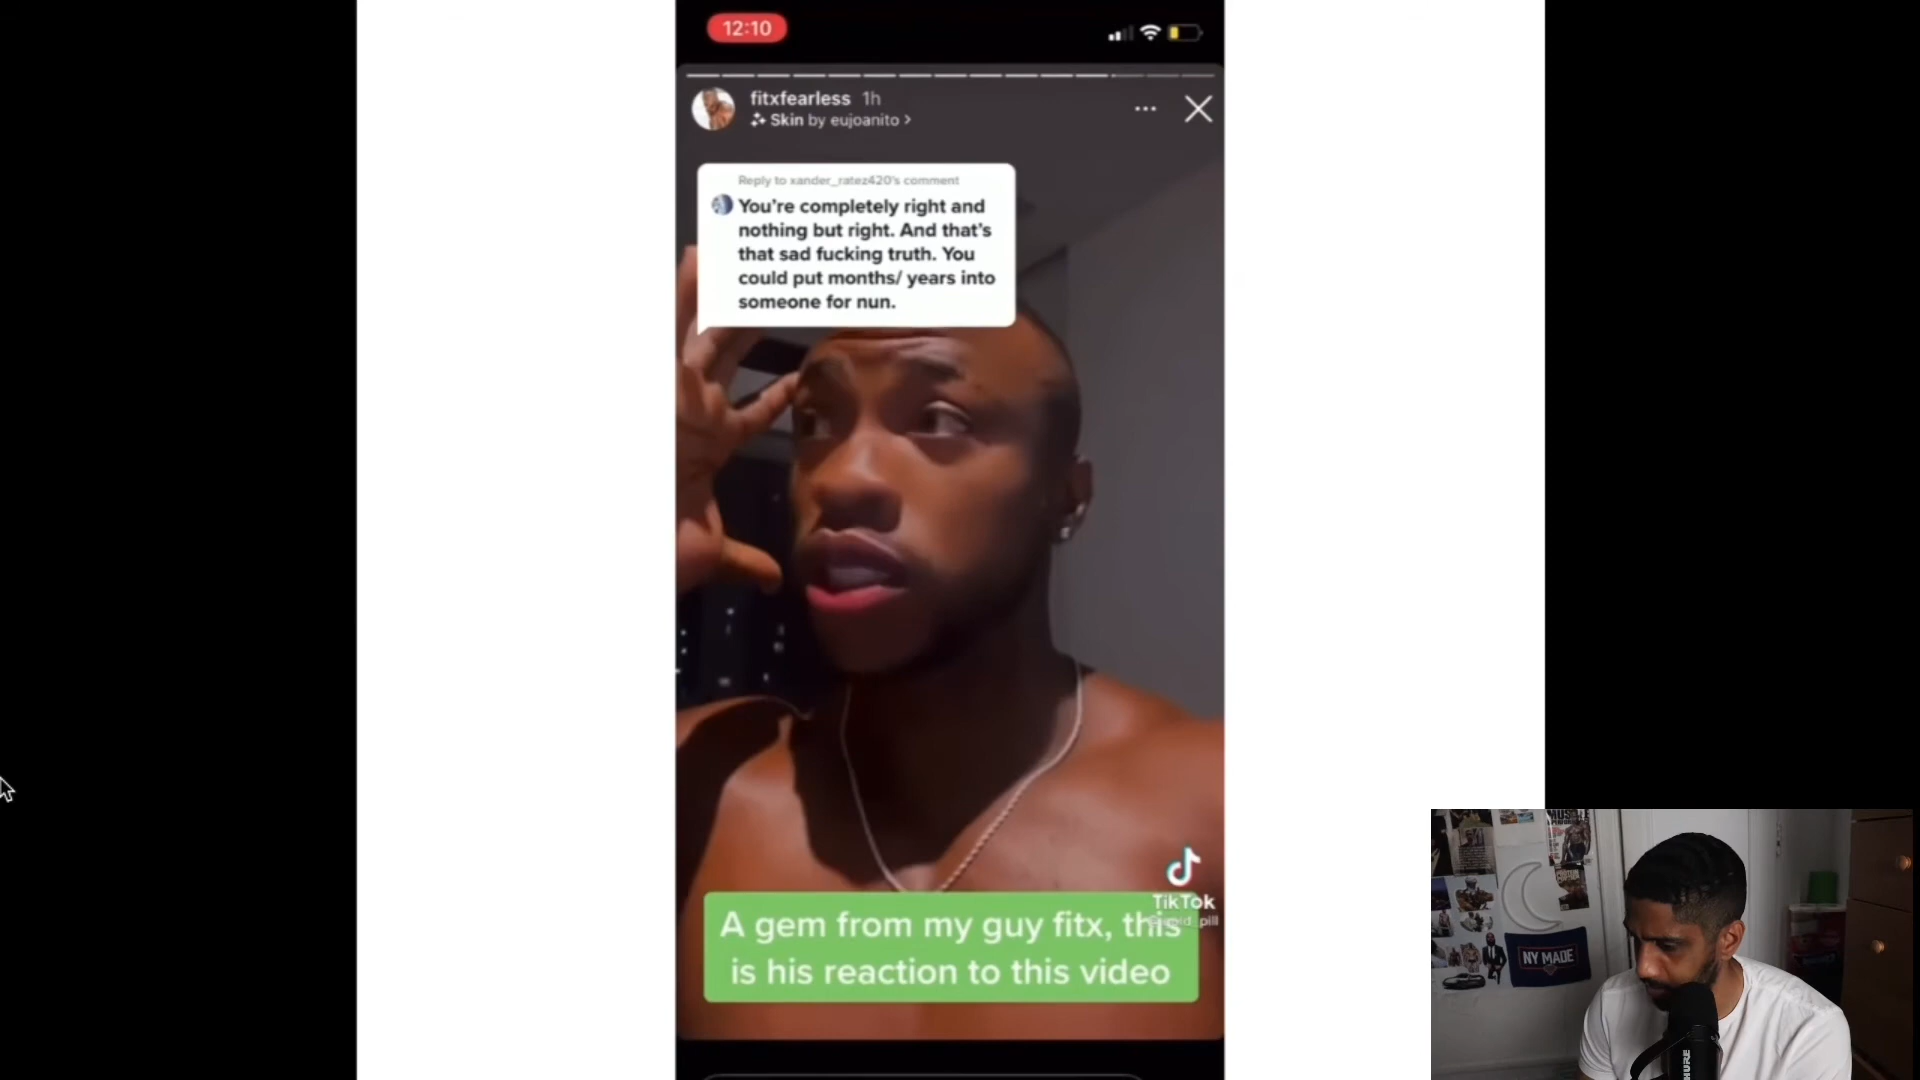 12:10
fitxfearless 1h
Skin by eujoanito >
Reply to xander_ratez420's comment
You're completely right and
nothing but right. And that's
that sad fucking truth. You
could put months/ years into
someone for nun.
TikTok
A gem from my guy fitx, this
is his reaction to this video
NY MADE
SHURE